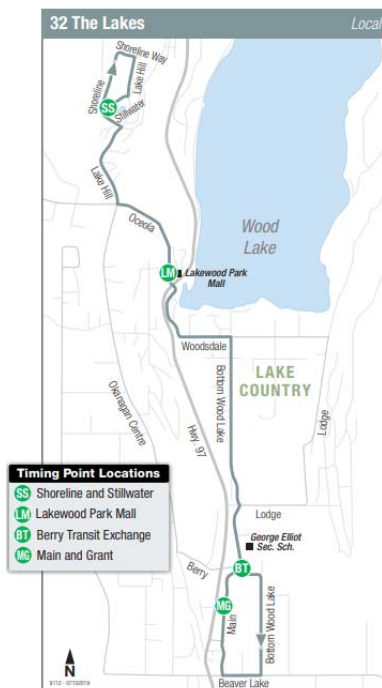 32 The Lakes
Local
Shoreline Way
Shoreline
Lake Hill
SS
Stillwater
Lake Hill
Oceola
Wood
Lake
LM
Lakewood Park
Mall
Woodsdale
Bottom Wood Lake
LAKE
COUNTRY
Okanagan Centre
Hwy. 97
Lodge
Timing Point Locations
SS Shoreline and Stillwater
LM Lakewood Park Mall
BT Berry Transit Exchange
MG Main and Grant
Lodge
George Elliot
Sec. Sch.
Berry
BT
MG
Main
Bottom Wood Lake
N
Beaver Lake